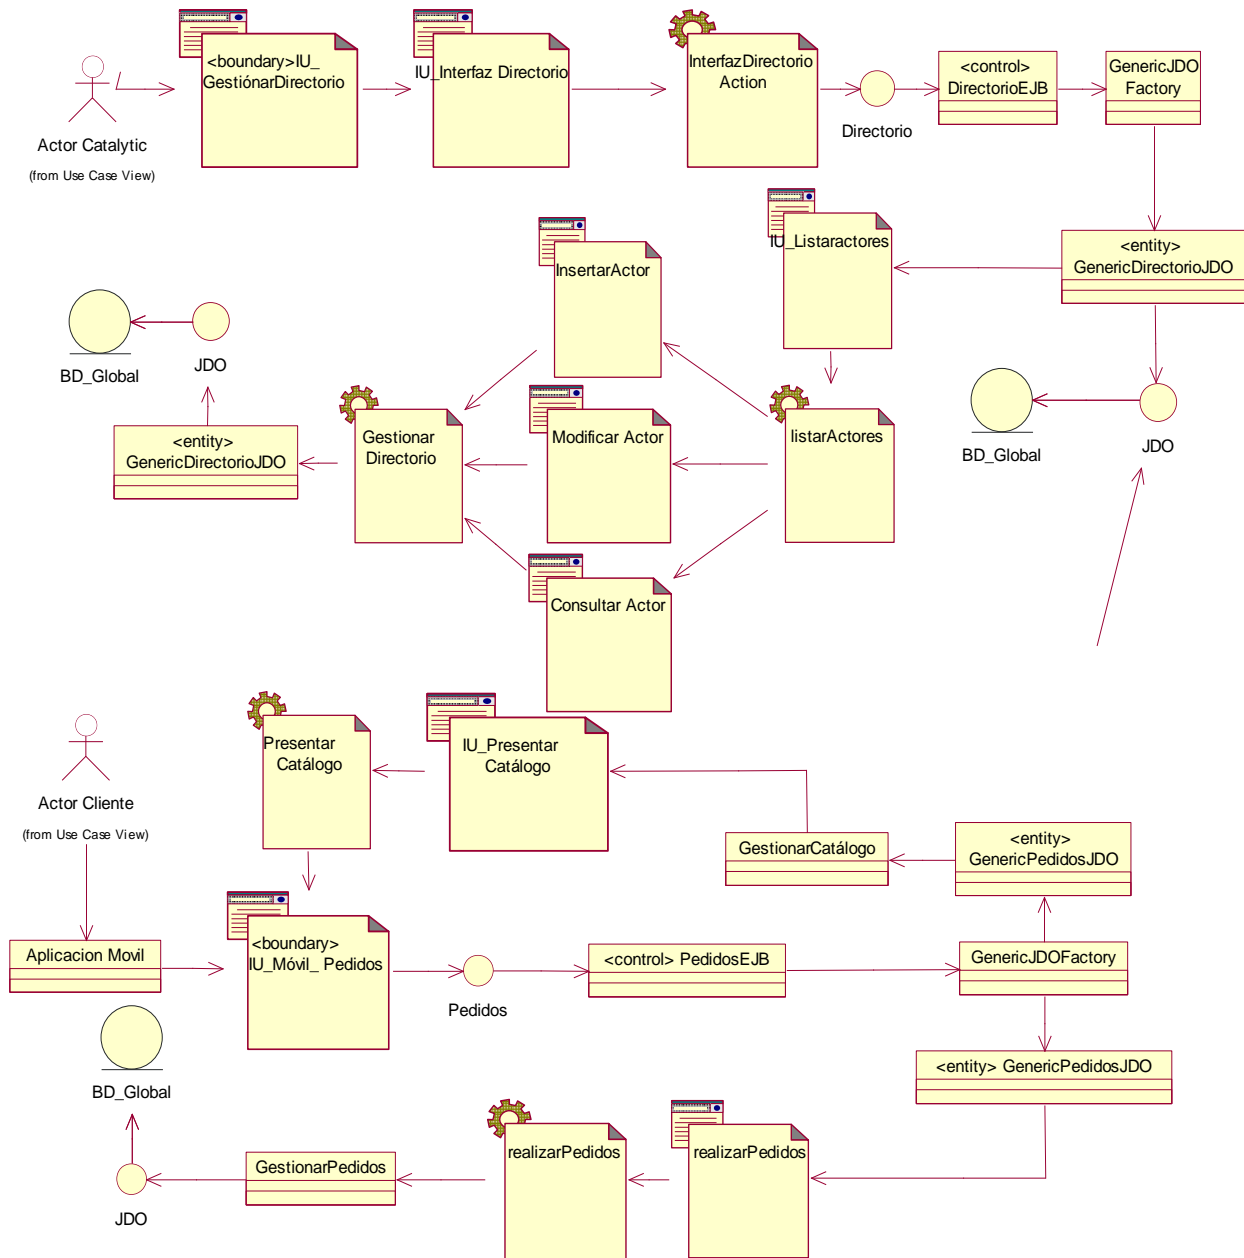 <boundary>IU_
GestiónarDirectorio
IU_Interfaz Directorio
InterfazDirectorio
Action
Directorio
<control>
DirectorioEJB
GenericJDO
Factory
Actor Catalytic
(from Use Case View)
IU_Listaractores
<entity>
GenericDirectorioJDO
InsertarActor
BD_Global
JDO
<entity>
GenericDirectorioJDO
Gestionar
Directorio
Modificar Actor
listarActores
BD_Global
JDO
Consultar Actor
Actor Cliente
(from Use Case View)
Presentar
Catálogo
IU_Presentar
Catálogo
GestionarCatálogo
<entity>
GenericPedidosJDO
Aplicacion Movil
<boundary>
IU_Móvil_ Pedidos
Pedidos
<control> PedidosEJB
GenericJDOFactory
BD_Global
<entity> GenericPedidosJDO
JDO
GestionarPedidos
realizarPedidos
realizarPedidos